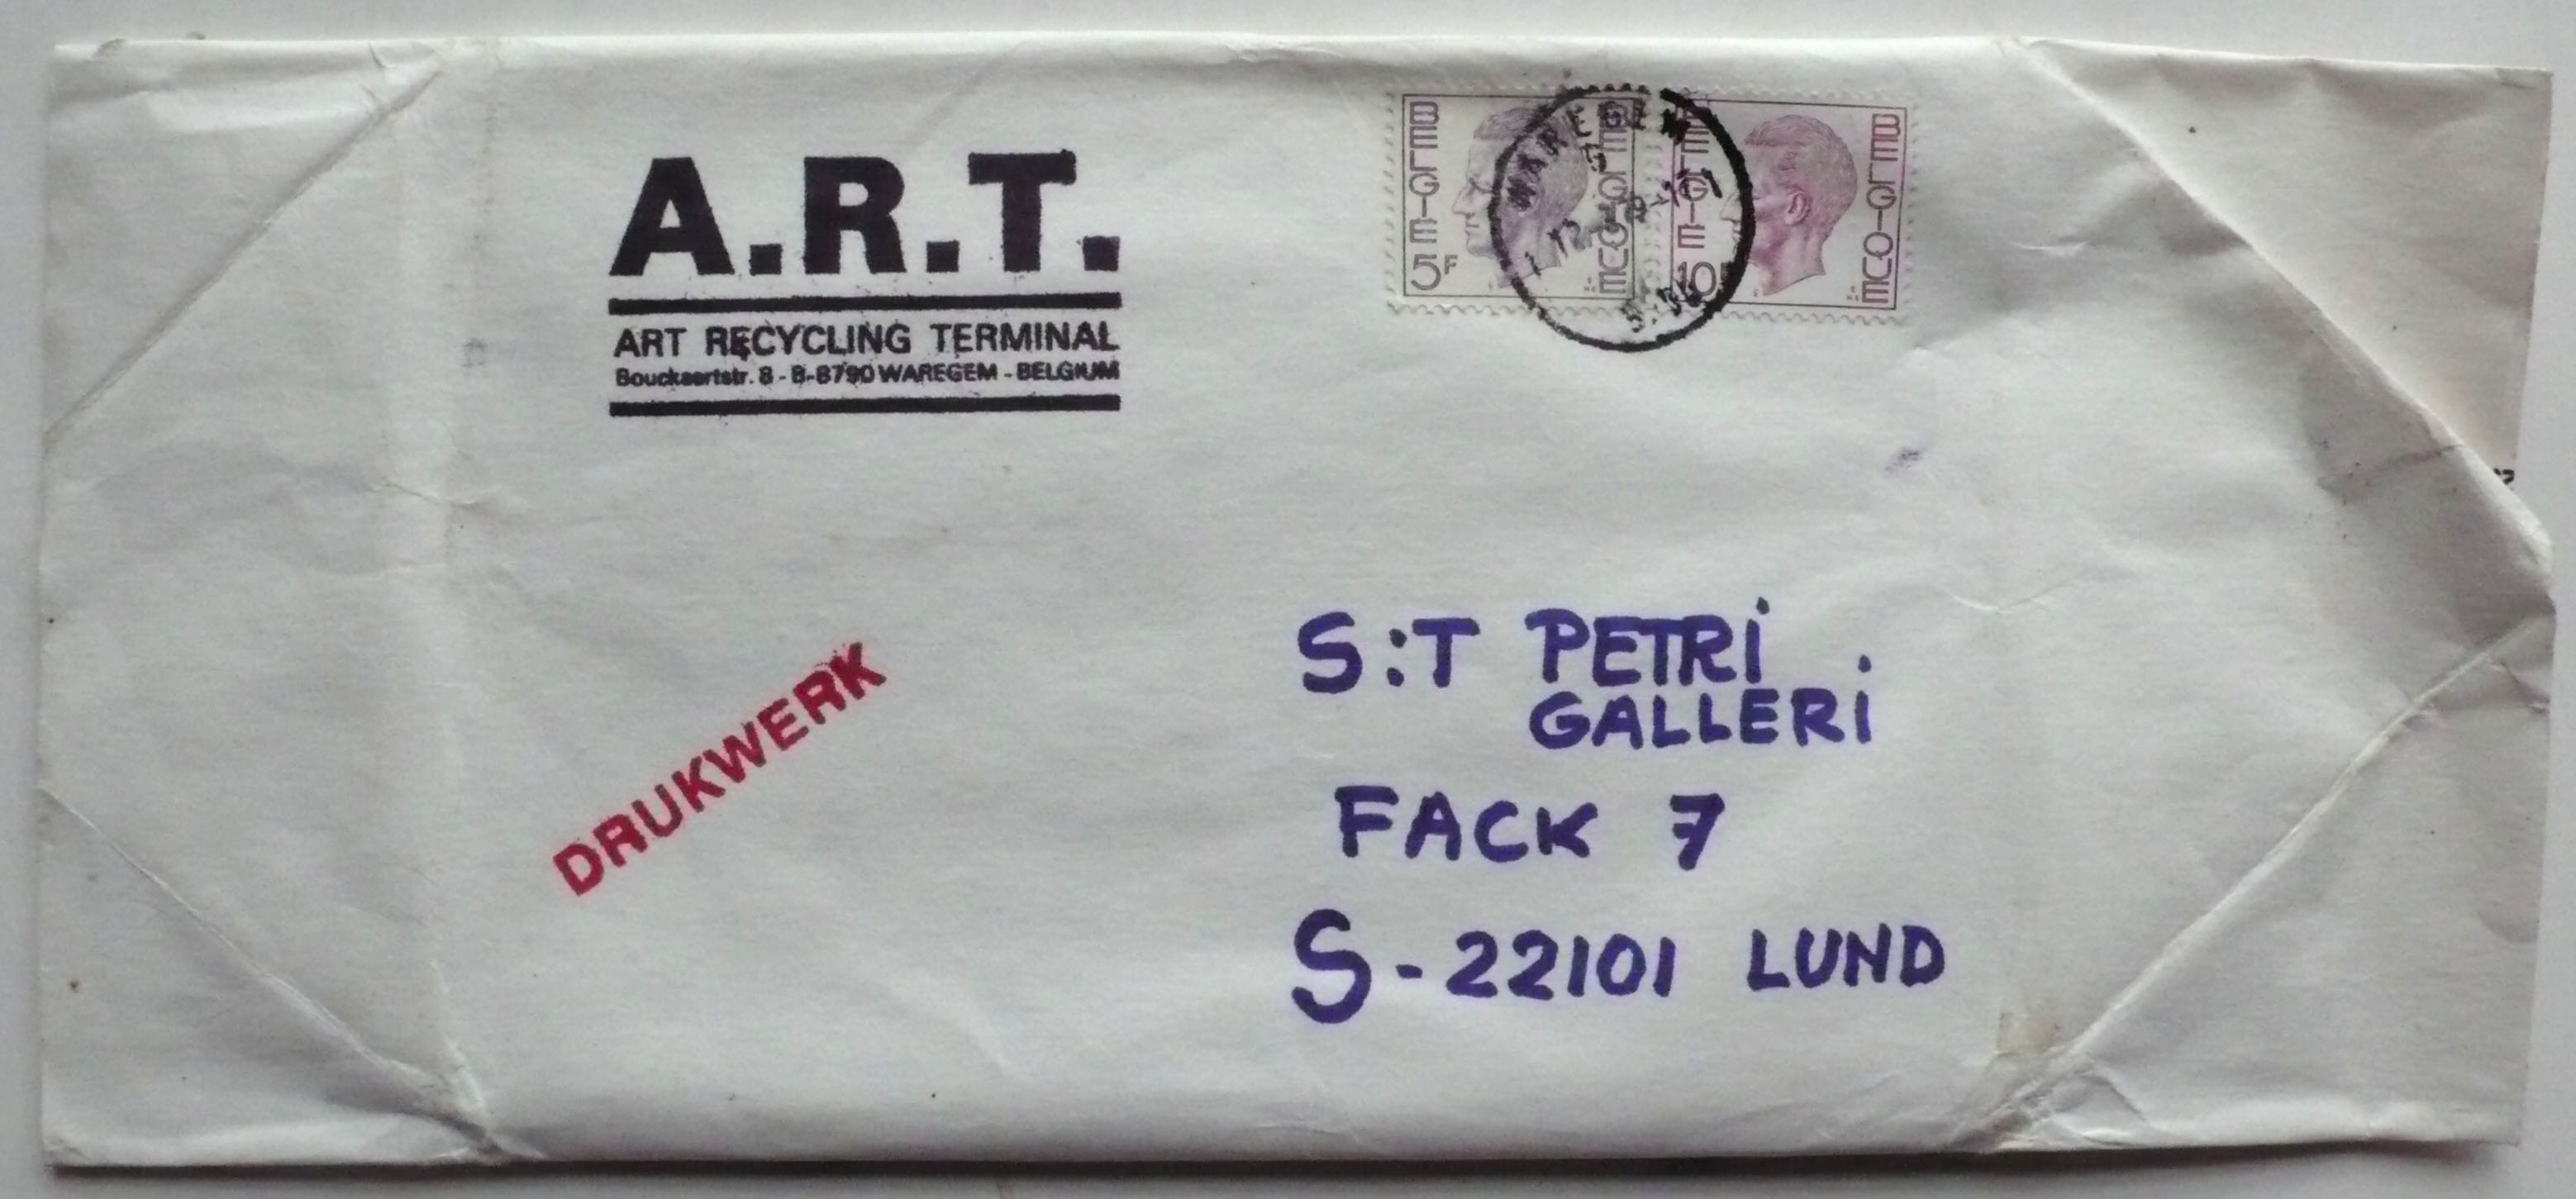 A.R.T.
ART RECYCLING TERMINAL
Bouckaertstr. 8 - B-8790 WAREGEM - BELGIUM
BELGIE
5F
BELGIQUE
BELGIE
10F
BELGIQUE
WAREGEM
DRUKWERK
S:T PETRI
GALLERI
FACK 7
S-22101 LUND